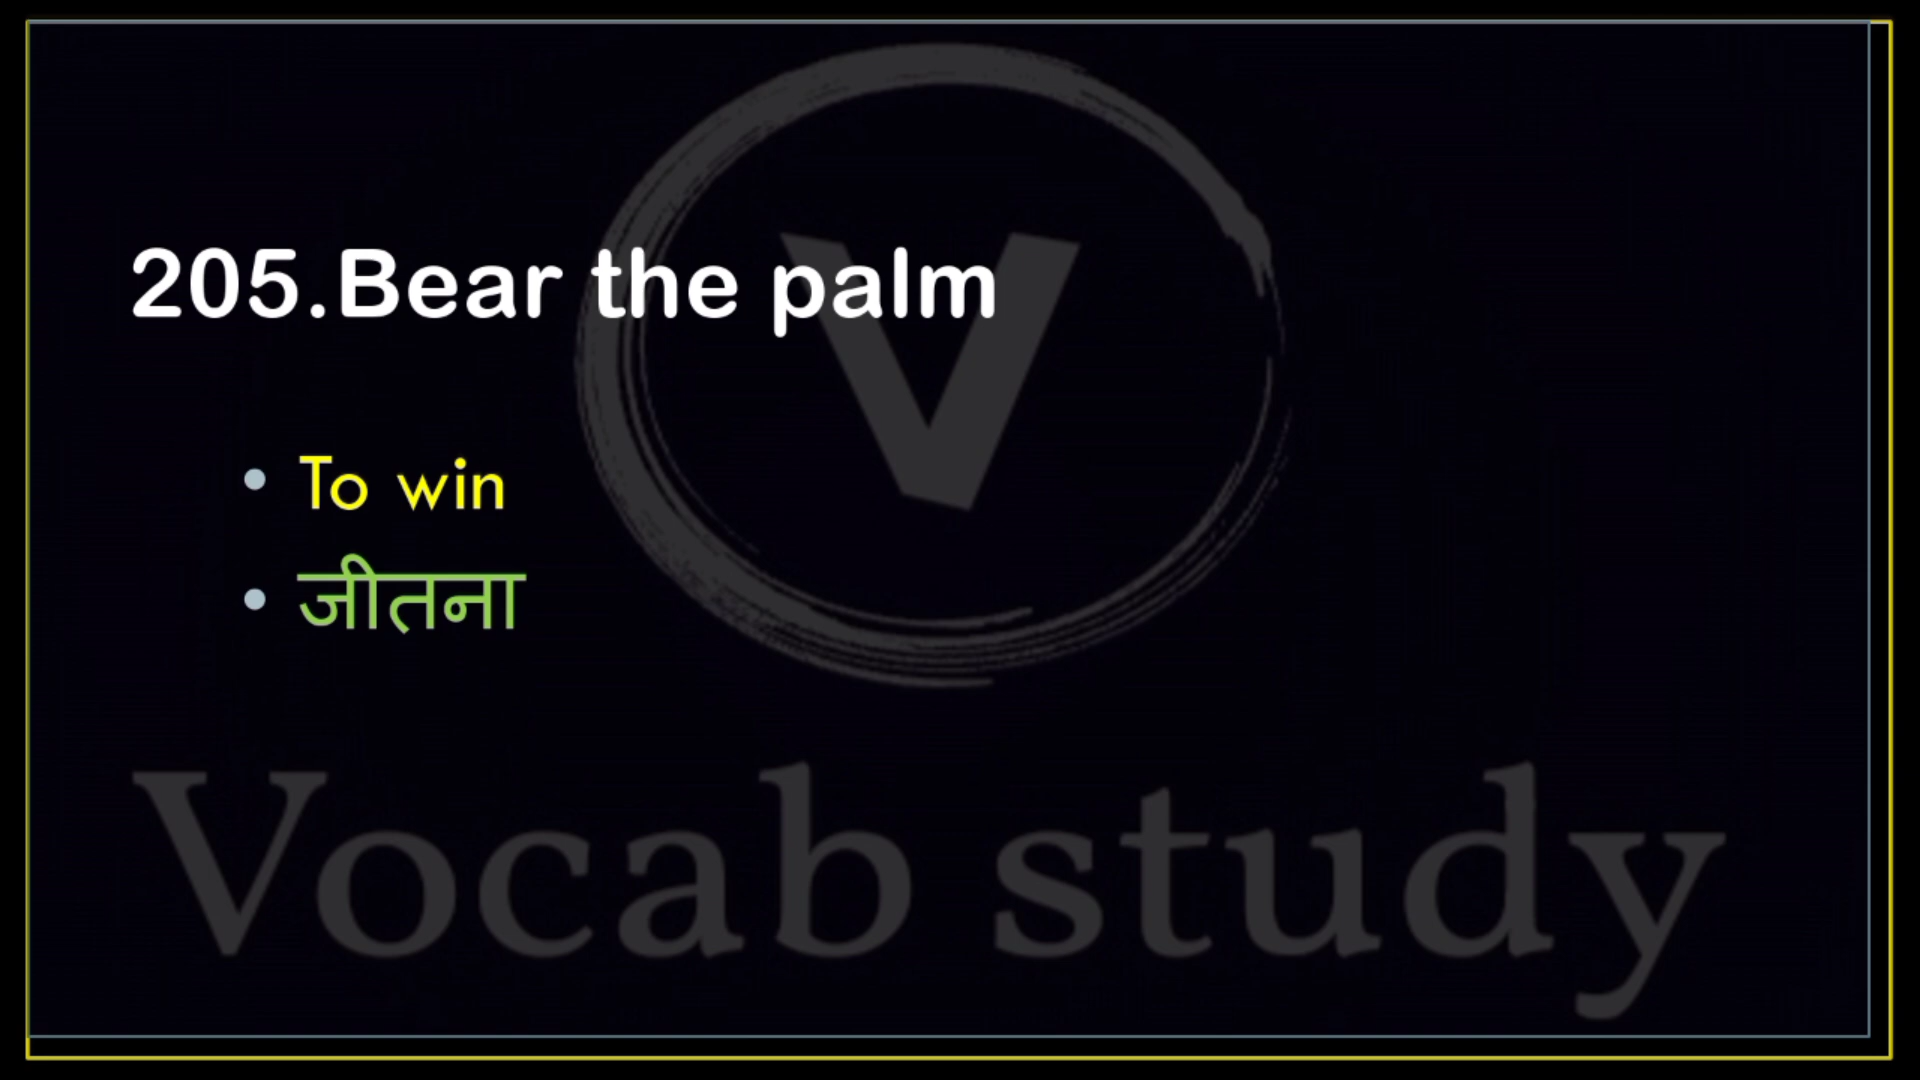 205.Bear the palm
To win
जीतना
V
Vocab study